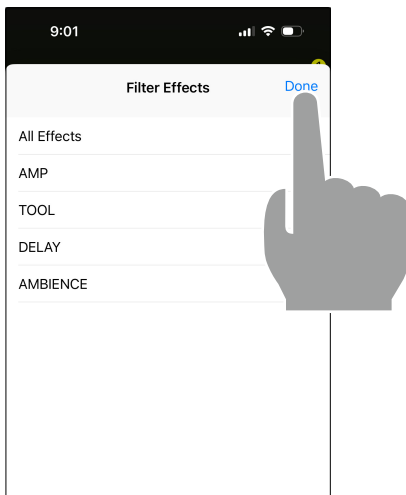 9:01
Filter Effects
Done
All Effects
AMP
TOOL
DELAY
AMBIENCE